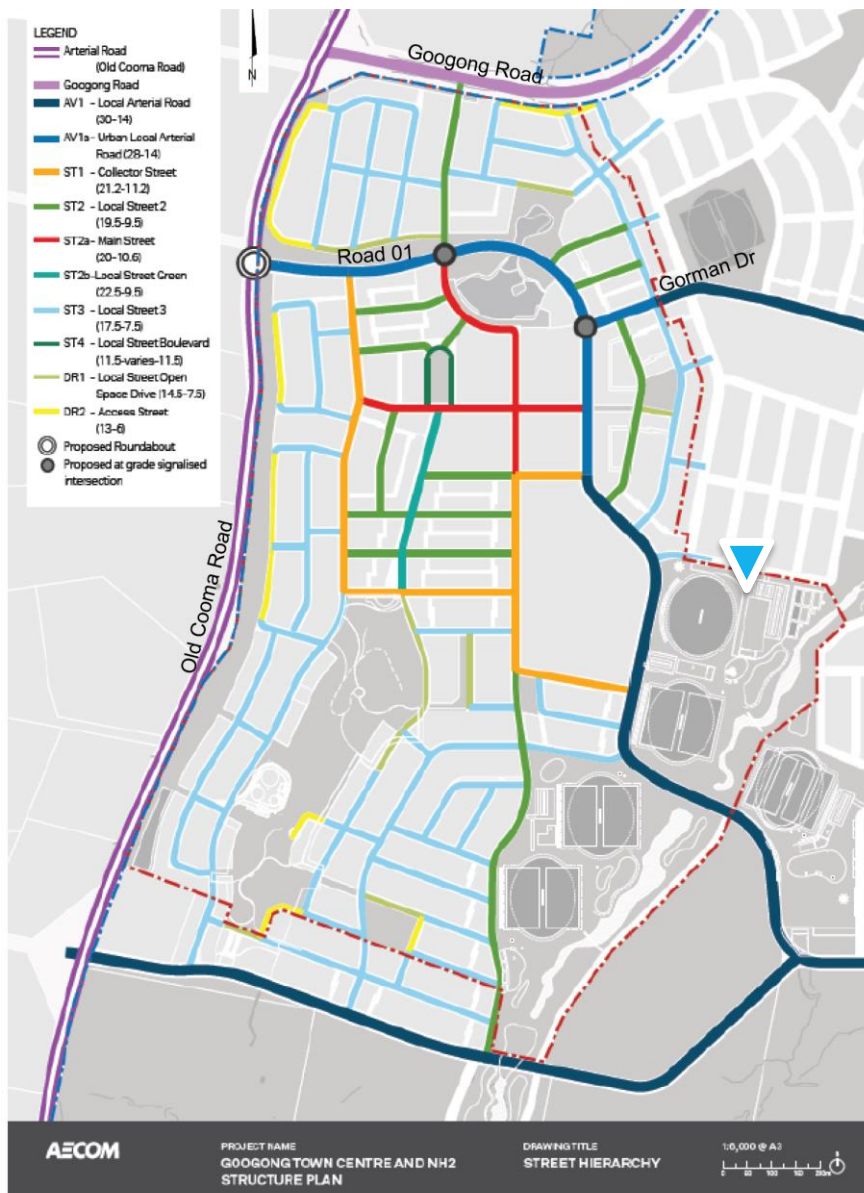 LEGEND
Arterial Road
(Old Cooma Road)
Googong Road
AV1 - Local Arterial Road
(30-14)
AV1a - Urban Local Arterial
Road (28-14)
ST1 - Collector Street
(21.2-11.2)
ST2 - Local Street 2
(19.5-9.5)
ST2a - Main Street
(20-10.6)
ST2b-Local Street Green
(22.5-9.5)
ST3 - Local Street 3
(17.5-7.5)
ST4 - Local Street Boulevard
(11.5-varies-11.5)
DR1 - Local Street Open
Space Drive (14.5-7.5)
DR2 - Access Street
(13-6)
Proposed Roundabout
Proposed at grade signalised
intersection
N
Googong Road
Road 01
Gorman Dr
Old Cooma Road
AECOM
PROJECT NAME
GOOGONG TOWN CENTRE AND NH2
STRUCTURE PLAN
DRAWING TITLE
STREET HIERARCHY
1:6,000 @ A3
0 50 100 150 200m